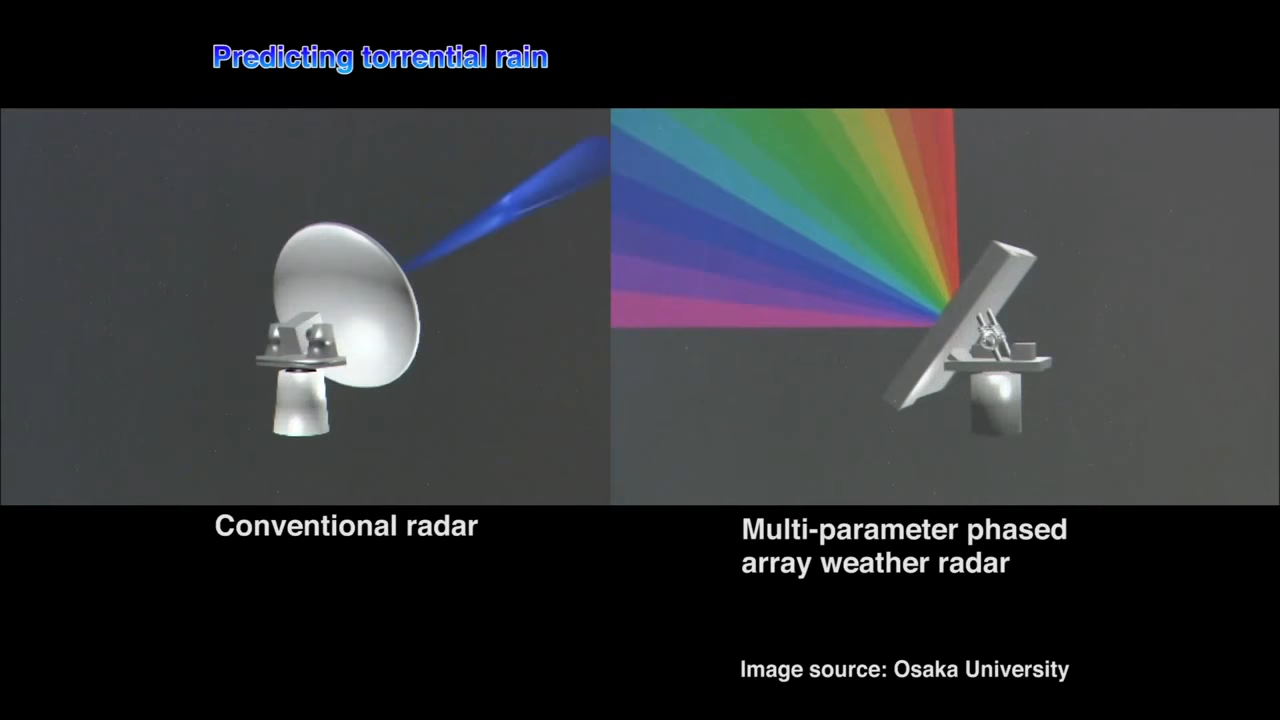 Predicting torrential rain
Conventional radar
Multi-parameter phased
array weather radar
Image source: Osaka University